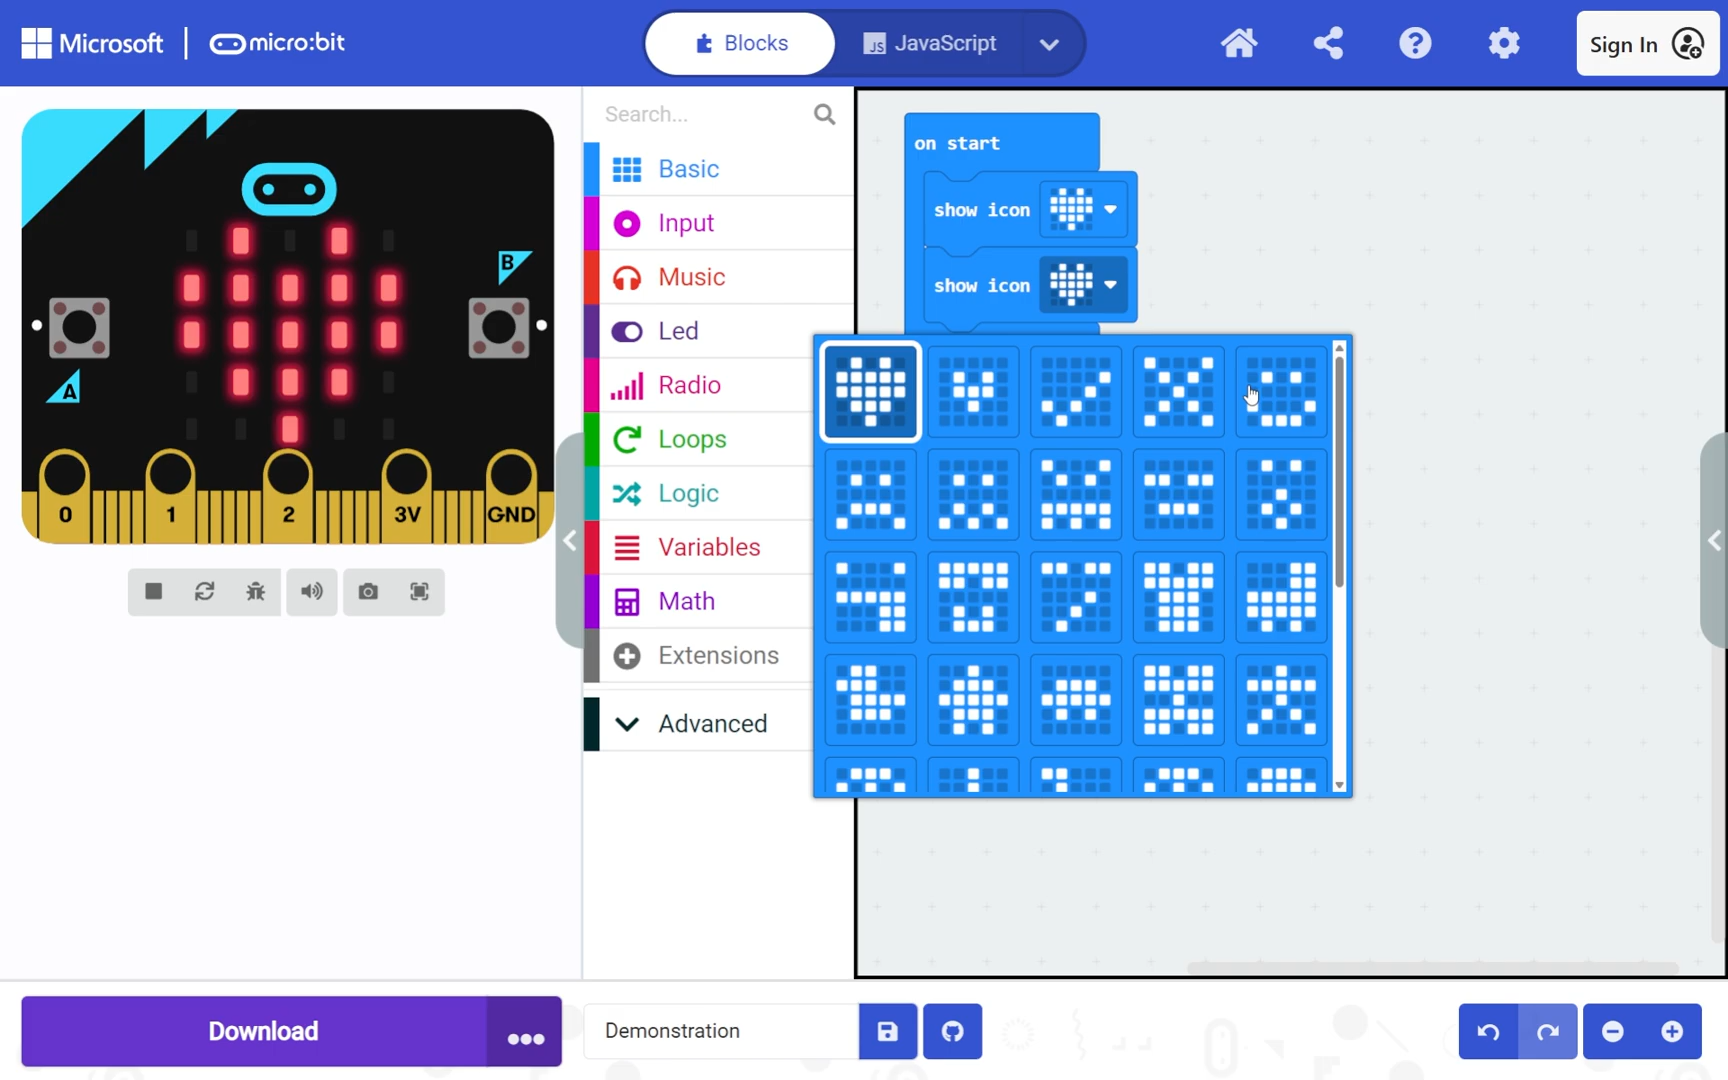 Microsoft | micro:bit
Blocks
JS JavaScript
Sign In
A
B
0 1 2 3V GND
Search...
Basic
Input
Music
Led
Radio
Loops
Logic
Variables
Math
Extensions
Advanced
on start
show icon
show icon
Download
Demonstration